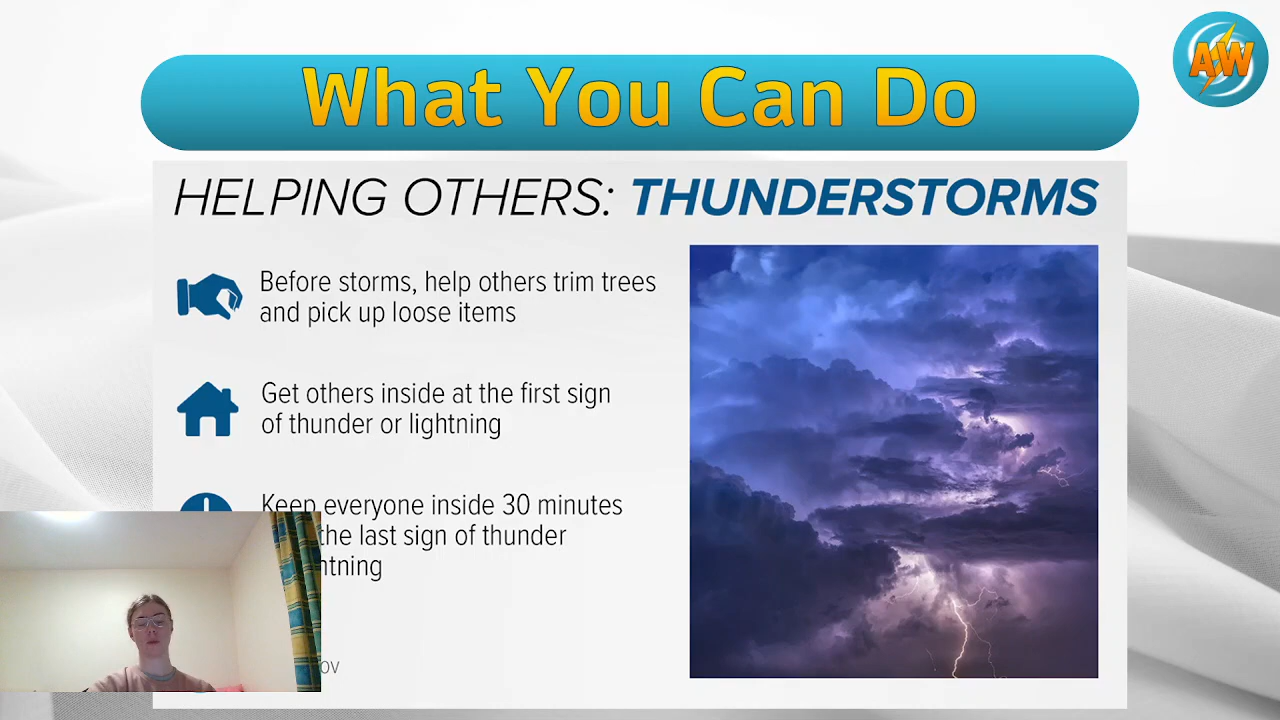 AW
What You Can Do
HELPING OTHERS: THUNDERSTORMS
Before storms, help others trim trees
and pick up loose items
Get others inside at the first sign
of thunder or lightning
Keep everyone inside 30 minutes
the last sign of thunder